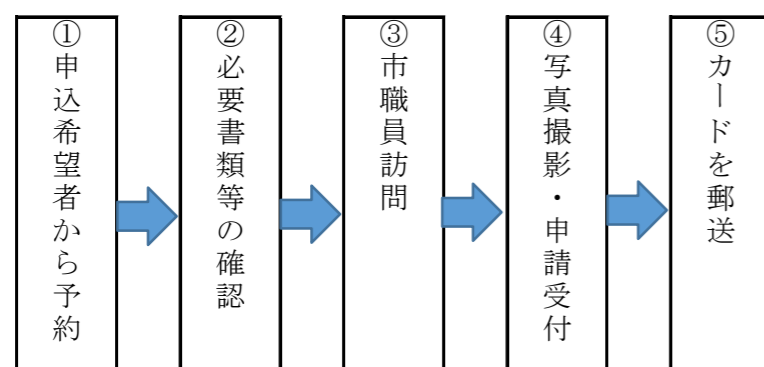 ①申込希望者から予約
②必要書類等の確認
③市職員訪問
④写真撮影・申請受付
⑤カードを郵送